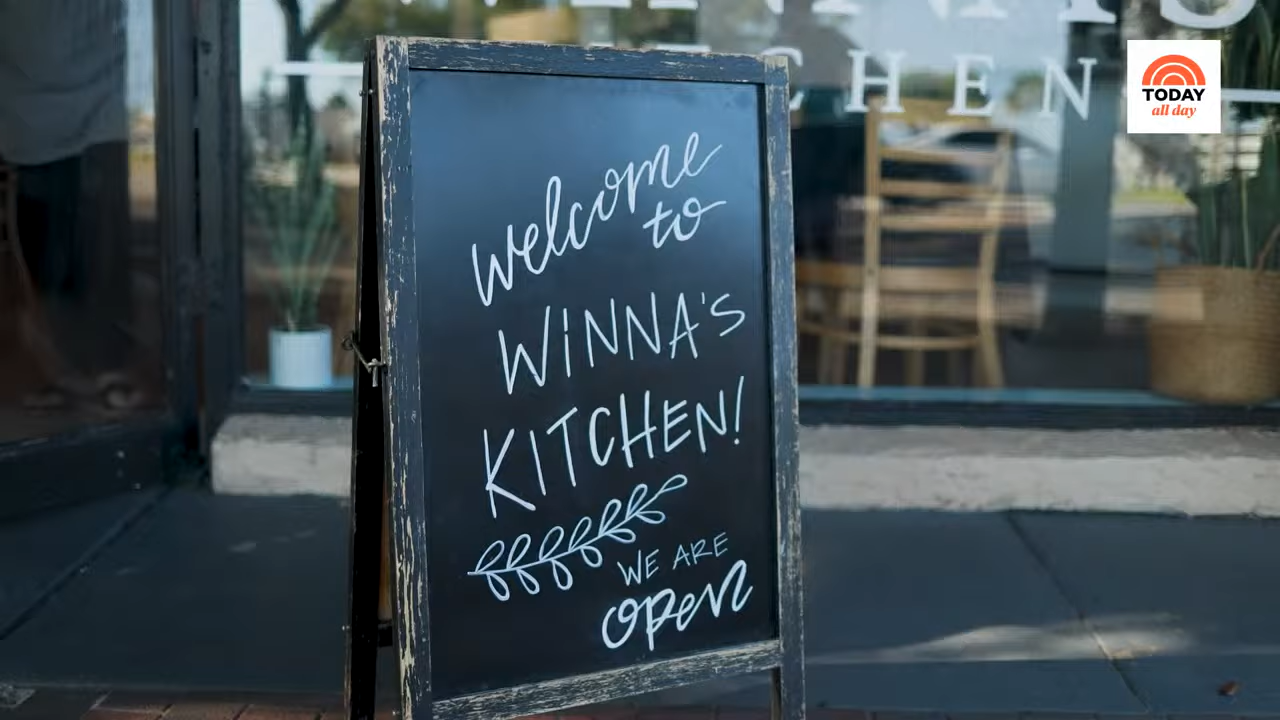 TODAY
all day
welcome
to
WINNA'S
KITCHEN!
WE ARE
open